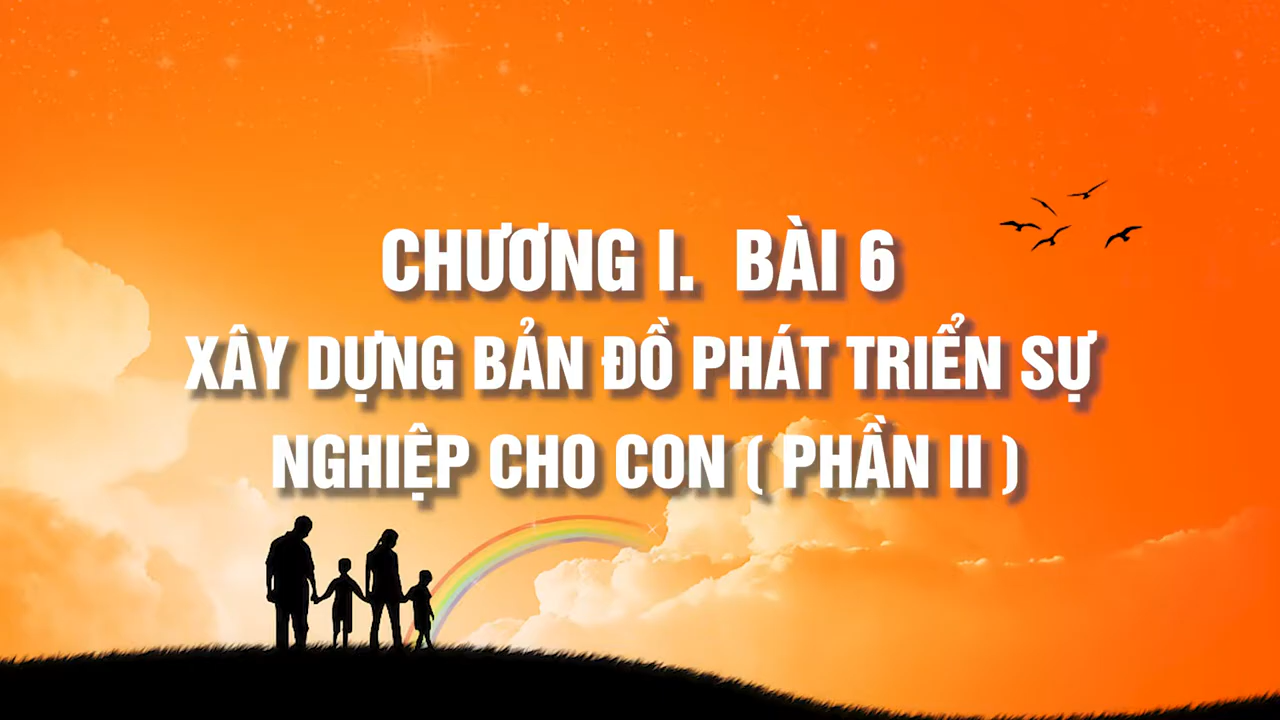 CHƯƠNG I. BÀI 6
XÂY DỰNG BẢN ĐỒ PHÁT TRIỂN SỰ
NGHIỆP CHO CON ( PHẦN II )